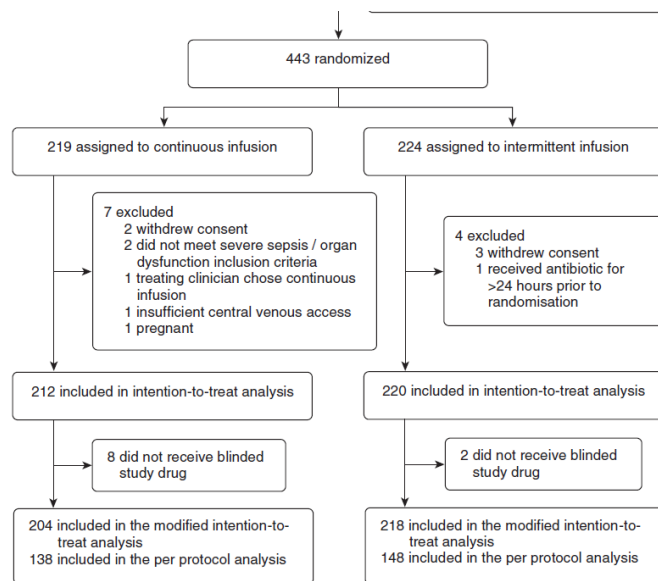 443 randomized
219 assigned to continuous infusion
224 assigned to intermittent infusion
7 excluded
2 withdrew consent
2 did not meet severe sepsis / organ
dysfunction inclusion criteria
1 treating clinician chose continuous
infusion
1 insufficient central venous access
1 pregnant
4 excluded
3 withdrew consent
1 received antibiotic for
>24 hours prior to
randomisation
212 included in intention-to-treat analysis
220 included in intention-to-treat analysis
8 did not receive blinded
study drug
2 did not receive blinded
study drug
204 included in the modified intention-to-
treat analysis
138 included in the per protocol analysis
218 included in the modified intention-to-
treat analysis
148 included in the per protocol analysis